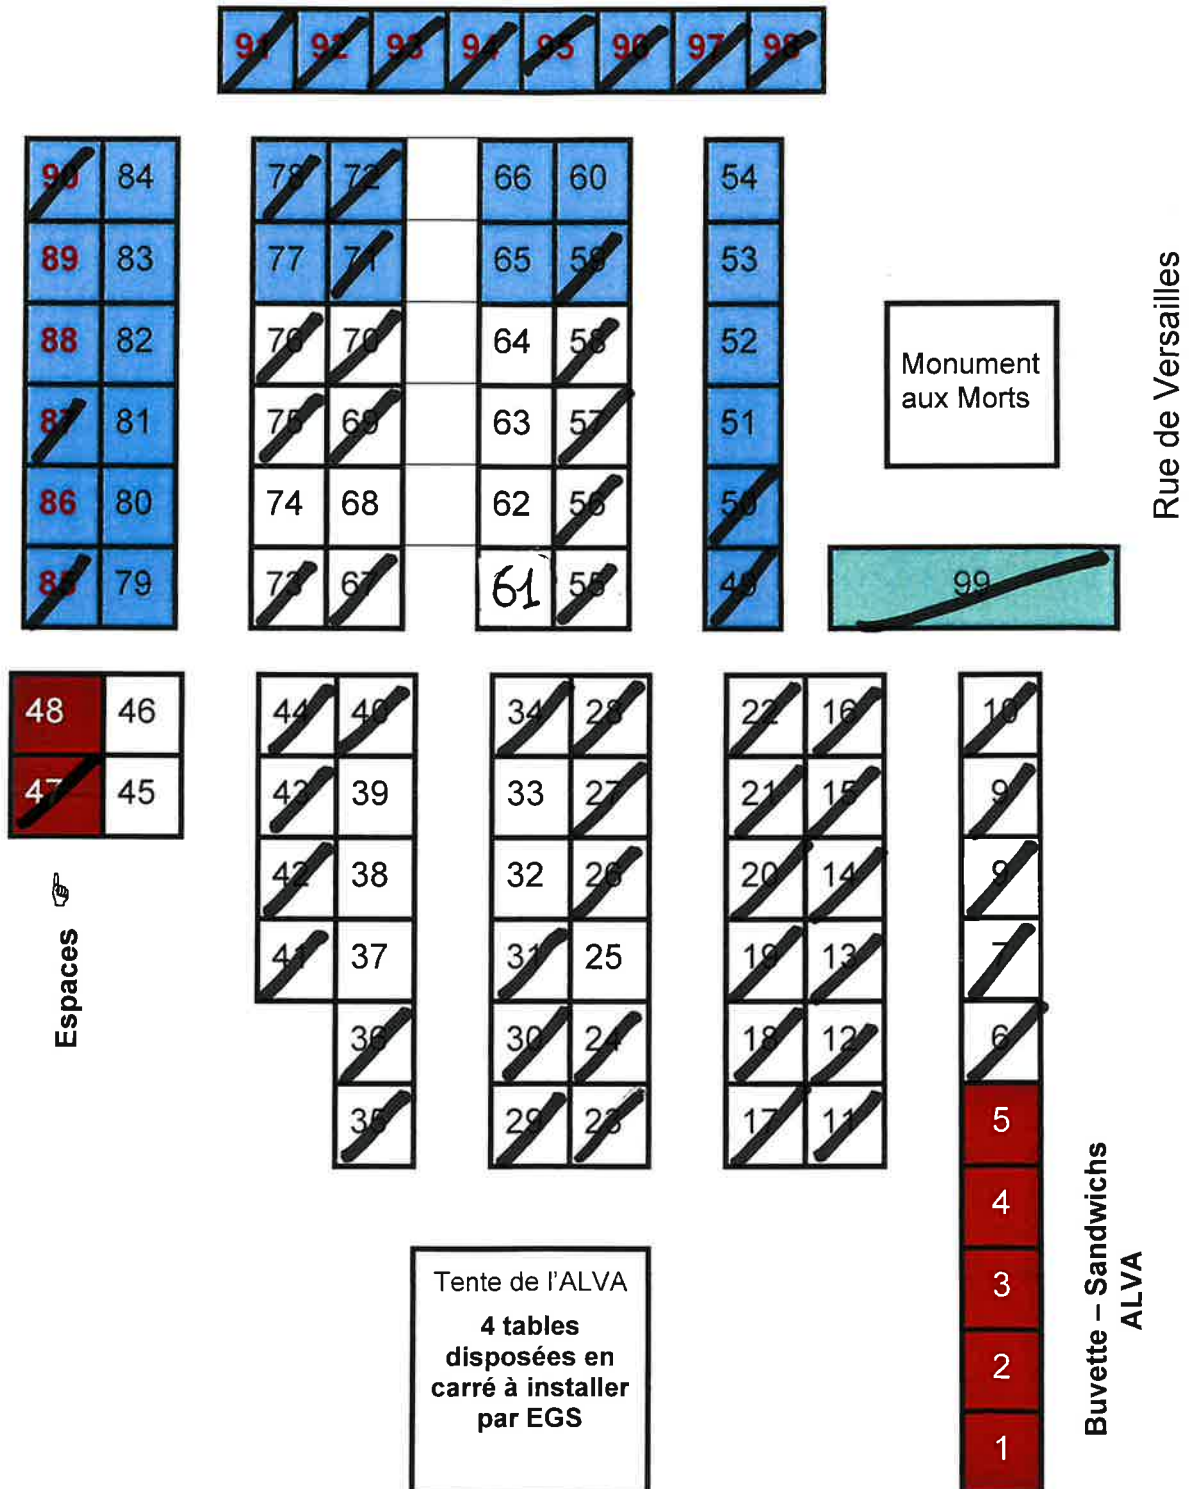 91 92 93 94 95 96 97 98
90 84 78 72 66 60 54
89 83 77 71 65 59 53
88 82 76 70 64 58 52
87 81 75 69 63 57 51
86 80 74 68 62 56 50
85 79 73 67 61 55 49
Monument
aux Morts
Rue de Versailles
99
48 46 44 40 34 28 22 16 10
47 45 43 39 33 27 21 15 9
42 38 32 26 20 14 9
41 37 31 25 19 13 7
36 30 24 18 12 6
35 29 23 17 11 5
4
3
2
1
Espaces
Tente de l'ALVA
4 tables
disposées en
carré à installer
par EGS
Buvette – Sandwichs
ALVA